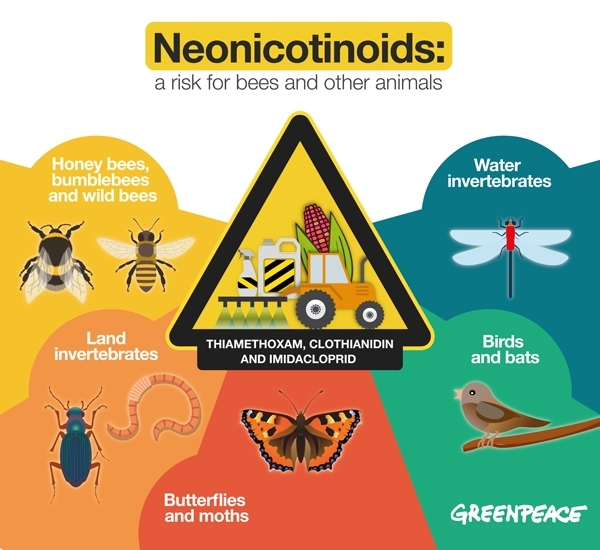 Neonicotinoids:
a risk for bees and other animals
Honey bees,
bumblebees
and wild bees
Water
invertebrates
THIAMETHOXAM, CLOTHIANIDIN
AND IMIDACLOPRID
Land
invertebrates
Birds
and bats
Butterflies
and moths
GREENPEACE